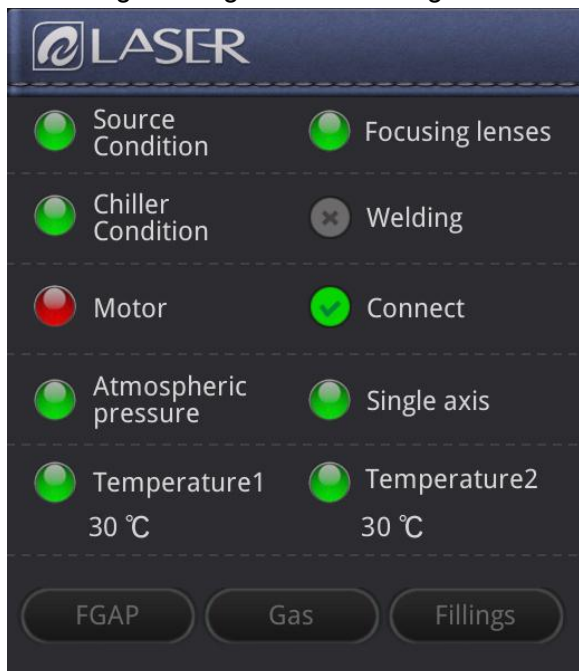 LASER
Source
Condition
Focusing lenses
Chiller
Condition
Welding
Motor
Connect
Atmospheric
pressure
Single axis
Temperature1
30 ℃
Temperature2
30 ℃
FGAP
Gas
Fillings